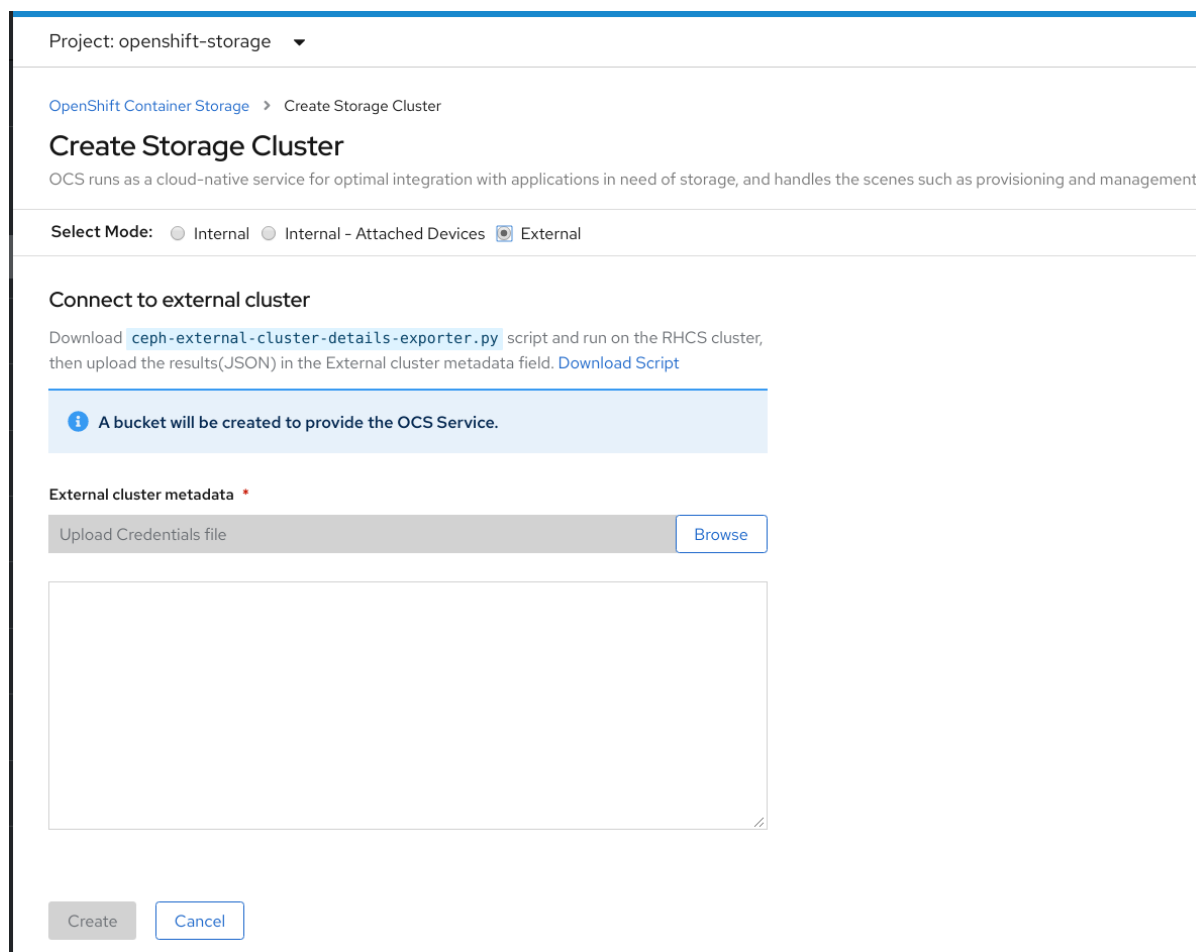 Project: openshift-storage
OpenShift Container Storage > Create Storage Cluster
Create Storage Cluster
OCS runs as a cloud-native service for optimal integration with applications in need of storage, and handles the scenes such as provisioning and management
Select Mode: Internal Internal - Attached Devices External
Connect to external cluster
Download ceph-external-cluster-details-exporter.py script and run on the RHCS cluster,
then upload the results(JSON) in the External cluster metadata field. Download Script
A bucket will be created to provide the OCS Service.
External cluster metadata *
Upload Credentials file Browse
Create Cancel